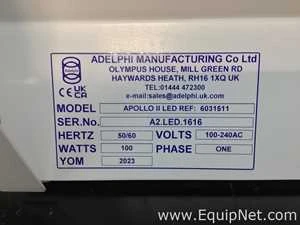 ADELPHI MANUFACTURING Co Ltd
OLYMPUS HOUSE, MILL GREEN RD
HAYWARDS HEATH, RH16 1XQ UK
TEL:01444 472300
e-mail:sales@adelphi.uk.com
UK
CA
MODEL APOLLO II LED REF: 6031611
SER.No. A2.LED.1616
HERTZ 50/60 VOLTS 100-240AC
WATTS 100 PHASE ONE
YOM 2023
www.EquipNet.com